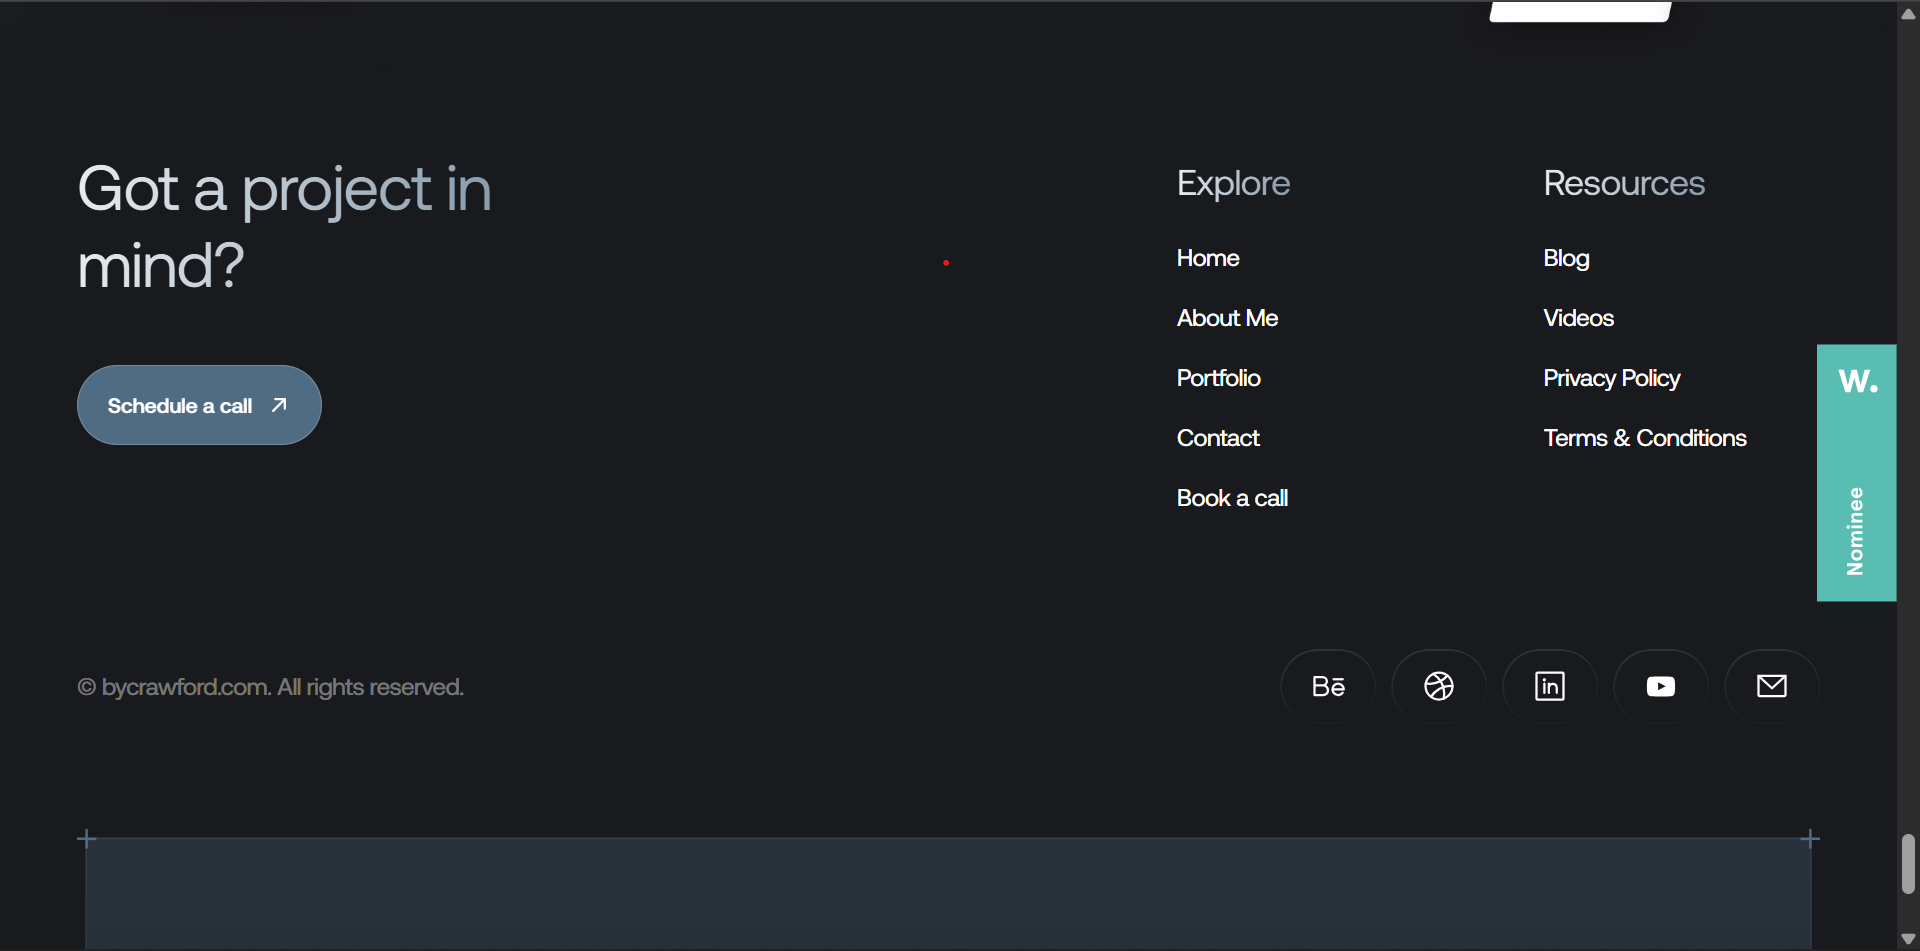 Got a project in
mind?
Schedule a call
Explore
Home
About Me
Portfolio
Contact
Book a call
Resources
Blog
Videos
Privacy Policy
Terms & Conditions
W.
Nominee
© bycrawford.com. All rights reserved.
Bē
in